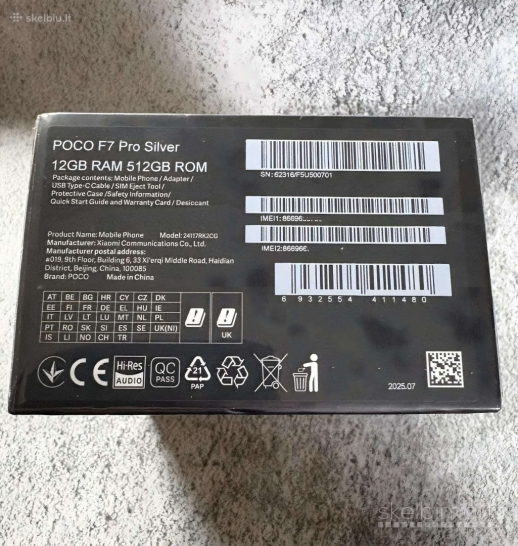 skelbiu.lt
POCO F7 Pro Silver
12GB RAM 512GB ROM
Package contents: Mobile Phone / Adapter /
USB Type-C Cable / SIM Eject Tool /
Protective Case /Safety Information/
Quick Start Guide and Warranty Card / Desiccant
SN:62316/F5U500701
IMEI1:86696
IMEI2:866966
Product Name: Mobile Phone Model: 24117RK2CG
Manufacturer: Xiaomi Communications Co., Ltd.
Manufacturer postal address:
#019, 9th Floor, Building 6, 33 Xi'erqi Middle Road, Haidian
District, Beijing, China, 100085
Brand: POCO Made in China
6 932554 411480
AT BE BG HR CY CZ DK
EE FI FR DE EL HU IE
IT LV LT LU MT NL PL
PT RO SK SI ES SE UK(NI)
IS LI NO CH TR
UK
CE
Hi-Res
AUDIO
QC
PASS
21
PAP
2025.07
skelbiu.lt